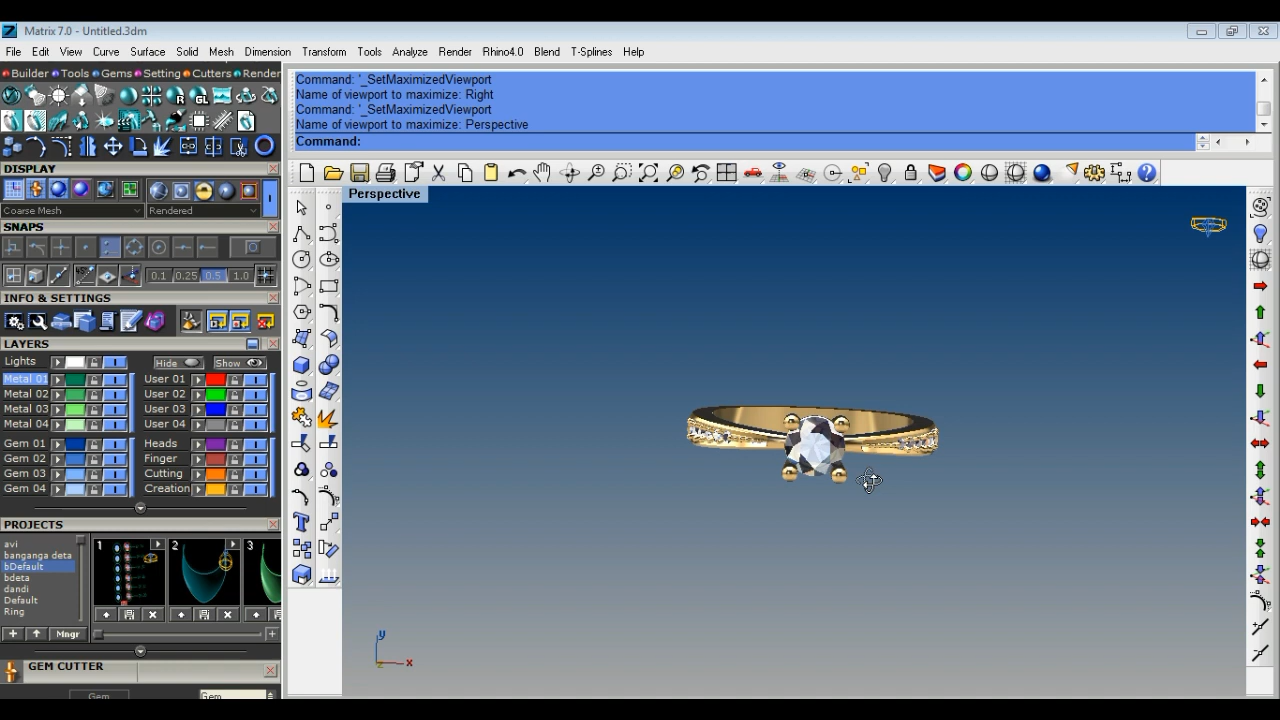 Matrix 7.0 - Untitled.3dm
File Edit View Curve Surface Solid Mesh Dimension Transform Tools Analyze Render Rhino4.0 Blend T-Splines Help
Builder Tools Gems Setting Cutters Render
Command: '_SetMaximizedViewport
Name of viewport to maximize: Right
Command: '_SetMaximizedViewport
Name of viewport to maximize: Perspective
Command:
DISPLAY
Coarse Mesh Rendered
SNAPS
0.1 0.25 0.5 1.0
INFO & SETTINGS
LAYERS
Lights Hide Show
Metal 01 User 01
Metal 02 User 02
Metal 03 User 03
Metal 04 User 04
Gem 01 Heads
Gem 02 Finger
Gem 03 Cutting
Gem 04 Creation
PROJECTS
avi
banganga deta
bDefault
bdeta
dandi
Default
Ring
1 2 3
Mngr
GEM CUTTER
Gem Gem
Perspective
y
x
z